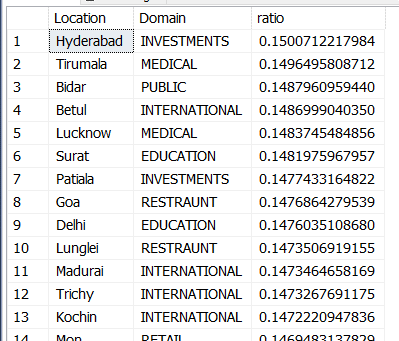 Location Domain ratio
1 Hyderabad INVESTMENTS 0.1500712217984
2 Tirumala MEDICAL 0.1496495808712
3 Bidar PUBLIC 0.1487960959440
4 Betul INTERNATIONAL 0.1486999040350
5 Lucknow MEDICAL 0.1483745484856
6 Surat EDUCATION 0.1481975967957
7 Patiala INVESTMENTS 0.1477433164822
8 Goa RESTRAUNT 0.1476864279539
9 Delhi EDUCATION 0.1476035108680
10 Lunglei RESTRAUNT 0.1473506919155
11 Madurai INTERNATIONAL 0.1473464658169
12 Trichy INTERNATIONAL 0.1473267691175
13 Kochin INTERNATIONAL 0.1472220947836
14 Mon RETAIL 0.1469483137829